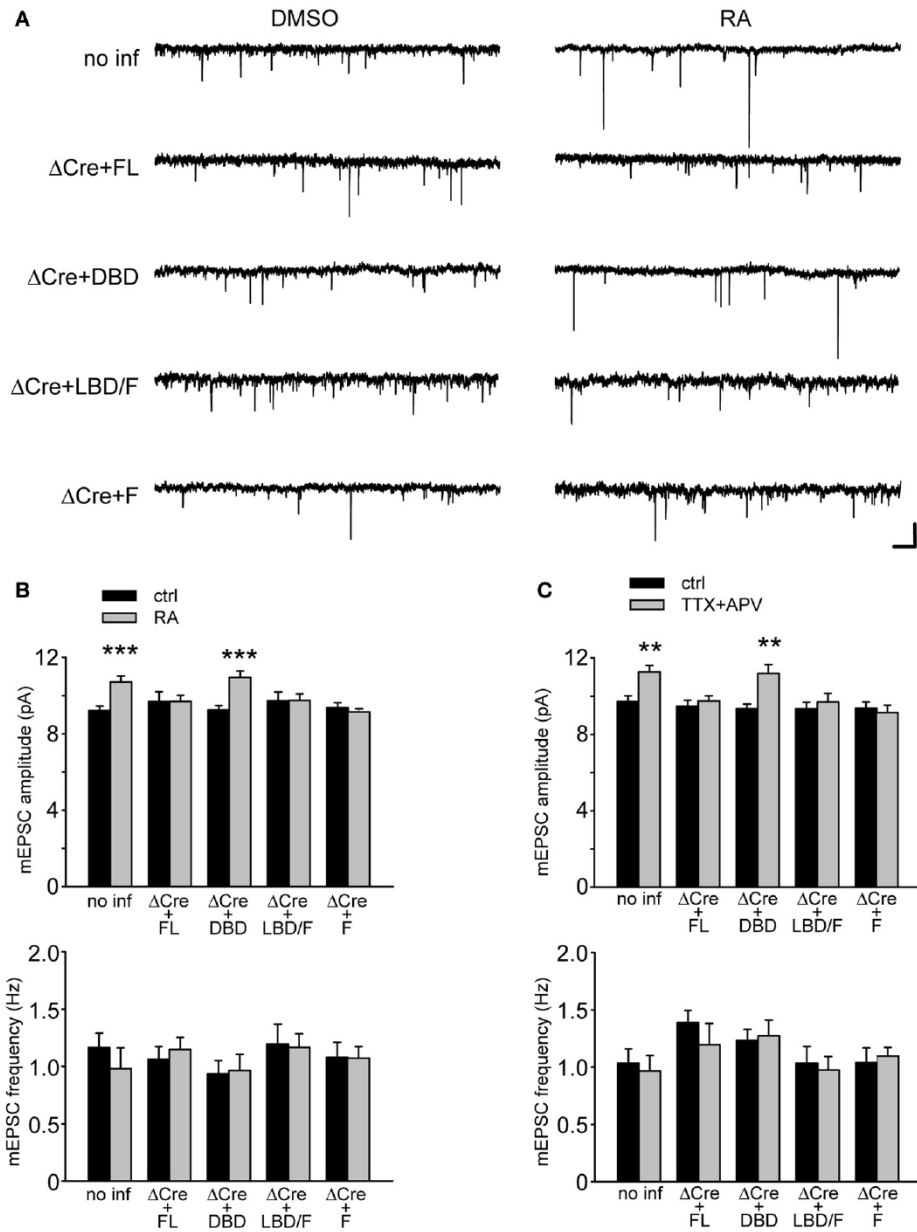 A
DMSO RA
no inf
ΔCre+FL
ΔCre+DBD
ΔCre+LBD/F
ΔCre+F
B
ctrl
RA
12
8
4
0
mEPSC amplitude (pA)
*** ***
no inf ΔCre ΔCre ΔCre ΔCre
+ + + +
FL DBD LBD/F F
2.0
1.5
1.0
0.5
0
mEPSC frequency (Hz)
no inf ΔCre ΔCre ΔCre ΔCre
+ + + +
FL DBD LBD/F F
C
ctrl
TTX+APV
12
8
4
0
mEPSC amplitude (pA)
** **
no inf ΔCre ΔCre ΔCre ΔCre
+ + + +
FL DBD LBD/F F
2.0
1.5
1.0
0.5
0
mEPSC frequency (Hz)
no inf ΔCre ΔCre ΔCre ΔCre
+ + + +
FL DBD LBD/F F